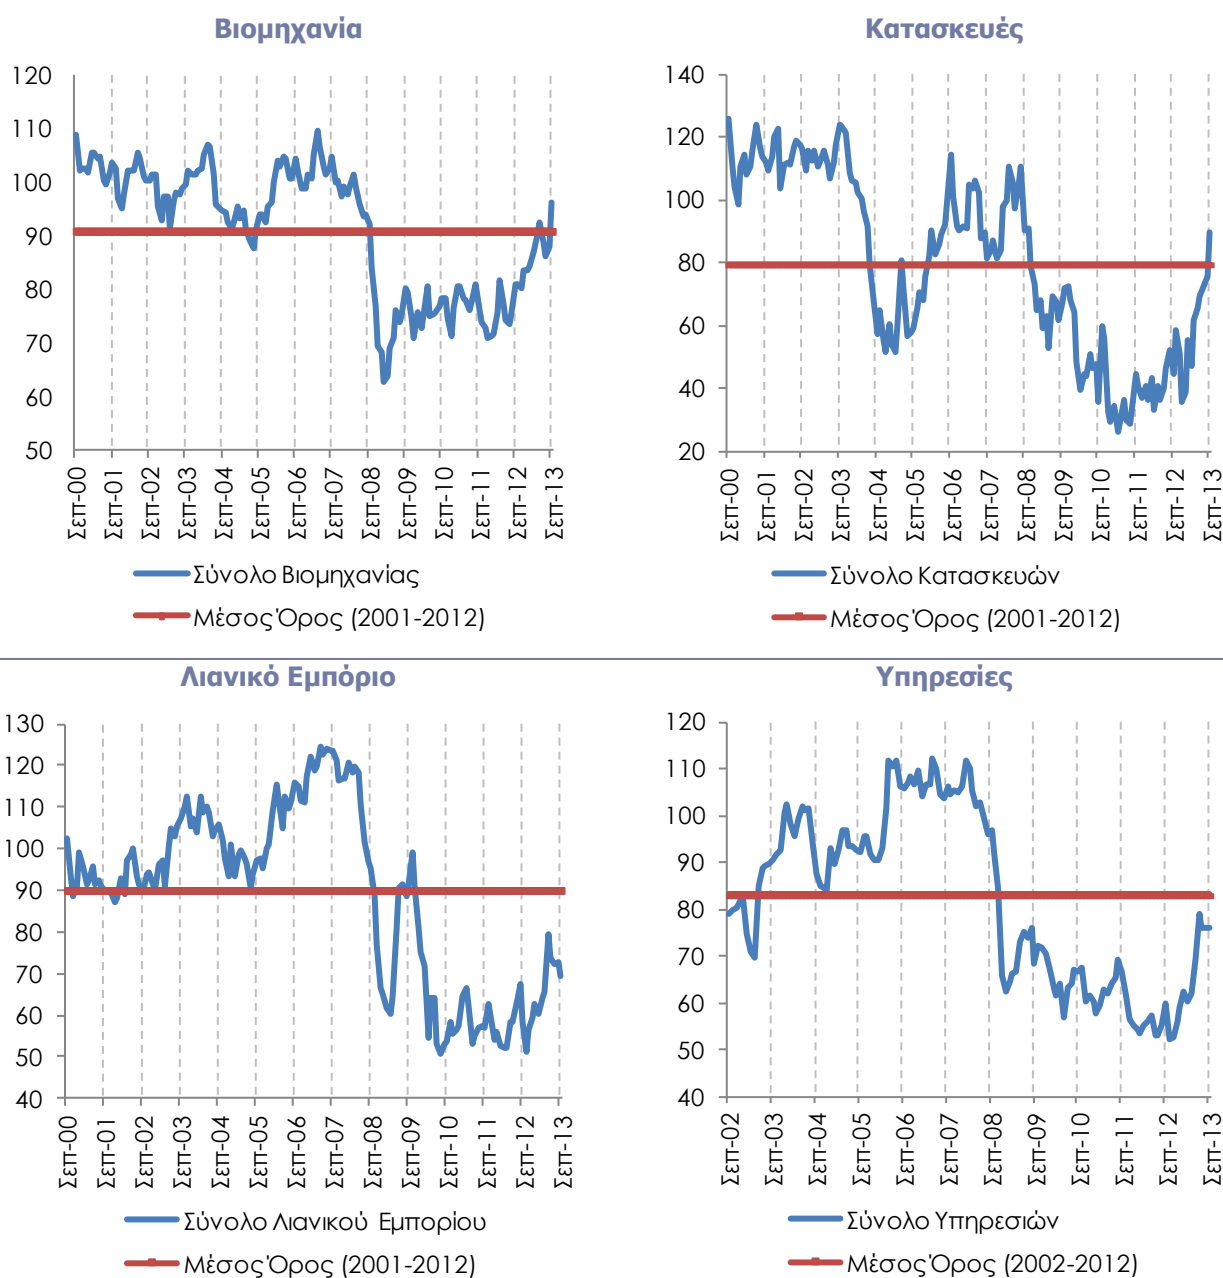 Βιομηχανία
120
110
100
90
80
70
60
50
Σεπ-00
Σεπ-01
Σεπ-02
Σεπ-03
Σεπ-04
Σεπ-05
Σεπ-06
Σεπ-07
Σεπ-08
Σεπ-09
Σεπ-10
Σεπ-11
Σεπ-12
Σεπ-13
Σύνολο Βιομηχανίας
Μέσος Όρος (2001-2012)
Κατασκευές
140
120
100
80
60
40
20
Σεπ-00
Σεπ-01
Σεπ-02
Σεπ-03
Σεπ-04
Σεπ-05
Σεπ-06
Σεπ-07
Σεπ-08
Σεπ-09
Σεπ-10
Σεπ-11
Σεπ-12
Σεπ-13
Σύνολο Κατασκευών
Μέσος Όρος (2001-2012)
Λιανικό Εμπόριο
130
120
110
100
90
80
70
60
50
40
Σεπ-00
Σεπ-01
Σεπ-02
Σεπ-03
Σεπ-04
Σεπ-05
Σεπ-06
Σεπ-07
Σεπ-08
Σεπ-09
Σεπ-10
Σεπ-11
Σεπ-12
Σεπ-13
Σύνολο Λιανικού Εμπορίου
Μέσος Όρος (2001-2012)
Υπηρεσίες
120
110
100
90
80
70
60
50
40
Σεπ-02
Σεπ-03
Σεπ-04
Σεπ-05
Σεπ-06
Σεπ-07
Σεπ-08
Σεπ-09
Σεπ-10
Σεπ-11
Σεπ-12
Σεπ-13
Σύνολο Υπηρεσιών
Μέσος Όρος (2002-2012)